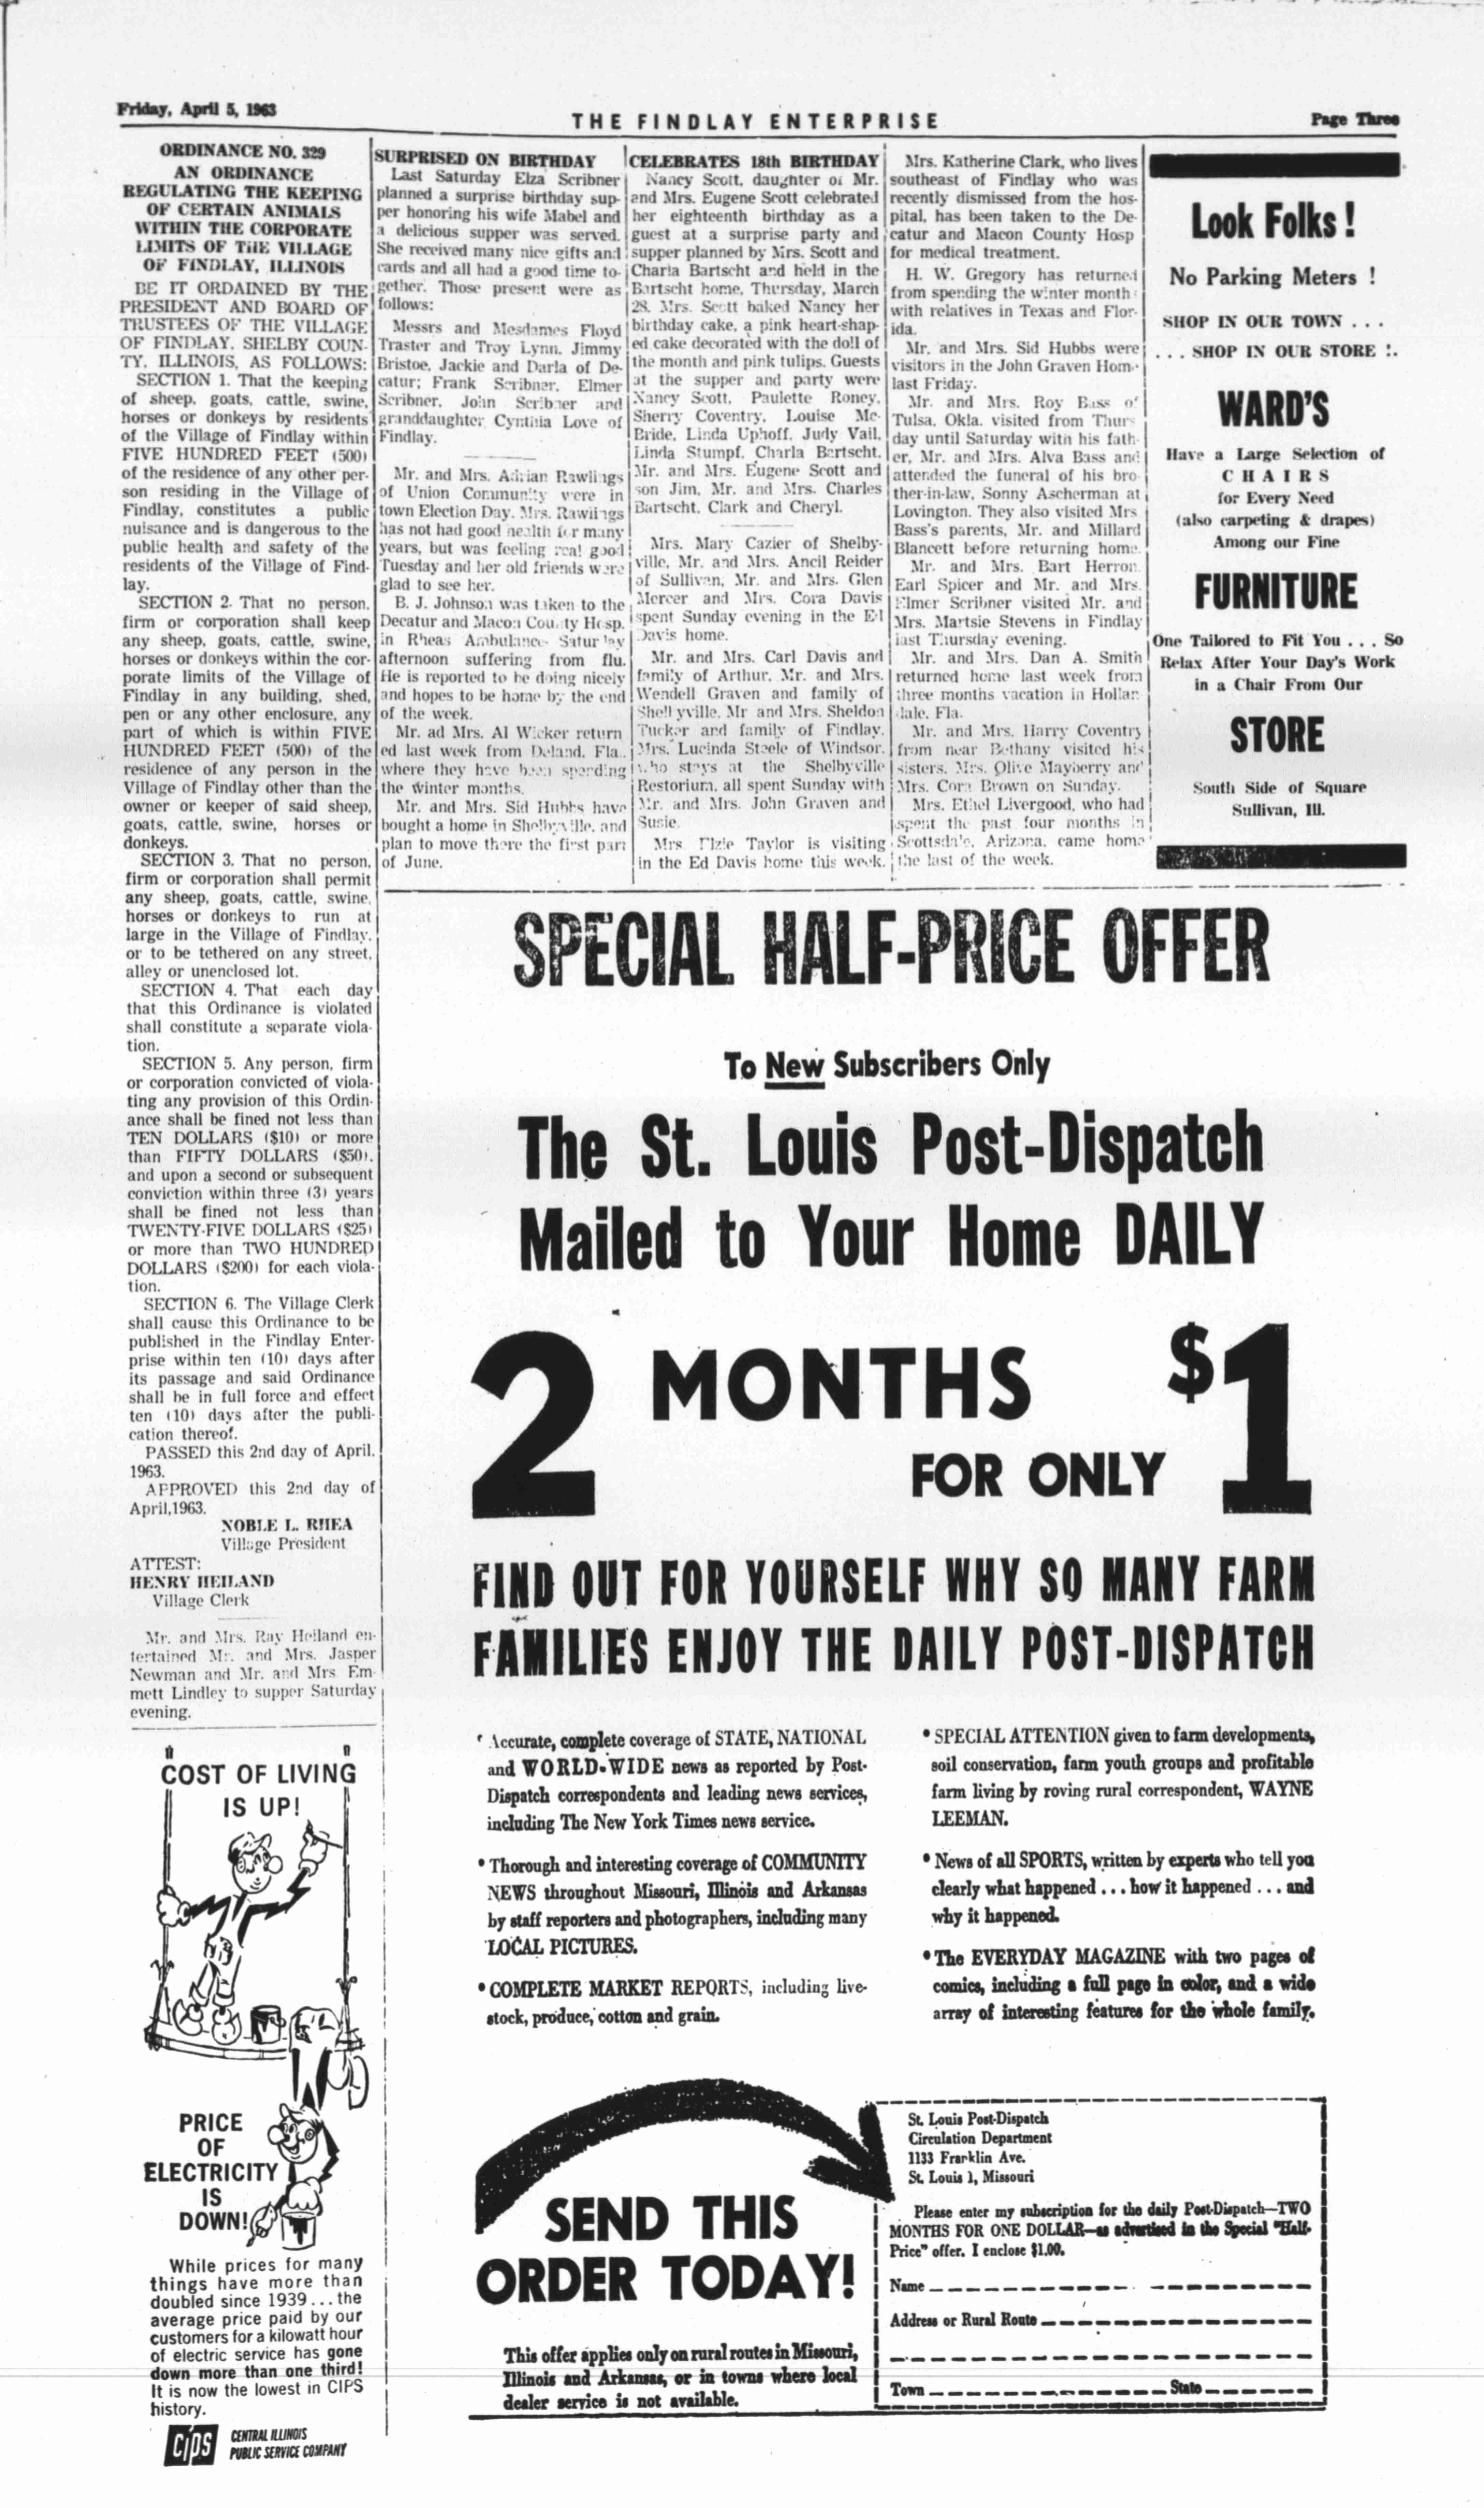 Friday, April 5, 1963
THE FINDLAY ENTERPRISE
Page Three
ORDINANCE NO. 329
AN ORDINANCE
REGULATING THE KEEPING
OF CERTAIN ANIMALS
WITHIN THE CORPORATE
LIMITS OF THE VILLAGE
OF FINDLAY, ILLINOIS
BE IT ORDAINED BY THE
PRESIDENT AND BOARD OF
TRUSTEES OF THE VILLAGE
OF FINDLAY, SHELBY COUN-
TY, ILLINOIS, AS FOLLOWS:
SECTION 1. That the keeping
of sheep, goats, cattle, swine,
horses or donkeys by residents
of the Village of Findlay within
FIVE HUNDRED FEET (500)
of the residence of any other per-
son residing in the Village of
Findlay, constitutes a public
nuisance and is dangerous to the
public health and safety of the
residents of the Village of Find-
lay.
SECTION 2. That no person,
firm or corporation shall keep
any sheep, goats, cattle, swine,
horses or donkeys within the cor-
porate limits of the Village of
Findlay in any building, shed,
pen or any other enclosure, any
part of which is within FIVE
HUNDRED FEET (500) of the
residence of any person in the
Village of Findlay other than the
owner or keeper of said sheep,
goats, cattle, swine, horses or
donkeys.
SECTION 3. That no person,
firm or corporation shall permit
any sheep, goats, cattle, swine,
horses or donkeys to run at
large in the Village of Findlay,
or to be tethered on any street,
alley or unenclosed lot.
SECTION 4. That each day
that this Ordinance is violated
shall constitute a separate viola-
tion.
SECTION 5. Any person, firm
or corporation convicted of viola-
ting any provision of this Ordin-
ance shall be fined not less than
TEN DOLLARS ($10) or more
than FIFTY DOLLARS ($50),
and upon a second or subsequent
conviction within three (3) years
shall be fined not less than
TWENTY-FIVE DOLLARS ($25)
or more than TWO HUNDRED
DOLLARS ($200) for each viola-
tion.
SECTION 6. The Village Clerk
shall cause this Ordinance to be
published in the Findlay Enter-
prise within ten (10) days after
its passage and said Ordinance
shall be in full force and effect
ten (10) days after the publi-
cation thereof.
PASSED this 2nd day of April,
1963.
APPROVED this 2nd day of
April,1963.
NOBLE L. RHEA
Village President
ATTEST:
HENRY HEILAND
Village Clerk
Mr. and Mrs. Ray Heiland en-
tertained Mr. and Mrs. Jasper
Newman and Mr. and Mrs. Em-
mett Lindley to supper Saturday
evening.
COST OF LIVING
IS UP!
PRICE
OF
ELECTRICITY
IS
DOWN!
While prices for many
things have more than
doubled since 1939 ... the
average price paid by our
customers for a kilowatt hour
of electric service has gone
down more than one third!
It is now the lowest in CIPS
history.
CIPS
CENTRAL ILLINOIS
PUBLIC SERVICE COMPANY
SURPRISED ON BIRTHDAY
Last Saturday Elza Scribner
planned a surprise birthday sup-
per honoring his wife Mabel and
a delicious supper was served.
She received many nice gifts and
cards and all had a good time to-
gether. Those present were as
follows:
Messrs and Mesdames Floyd
Traster and Troy Lynn, Jimmy
Bristoe, Jackie and Darla of De-
catur; Frank Scribner, Elmer
Scribner, John Scribner and
granddaughter Cynthia Love of
Findlay.
Mr. and Mrs. Adrian Rawlings
of Union Community were in
town Election Day. Mrs. Rawlings
has not had good health for many
years, but was feeling real good
Tuesday and her old friends were
glad to see her.
B. J. Johnson was taken to the
Decatur and Macon County Hosp.
in Rheas Ambulance Saturday
afternoon suffering from flu.
He is reported to be doing nicely
and hopes to be home by the end
of the week.
Mr. ad Mrs. Al Wicker return
ed last week from Deland, Fla.,
where they have been spending
the winter months.
Mr. and Mrs. Sid Hubbs have
bought a home in Shelbyville, and
plan to move there the first part
of June.
CELEBRATES 18th BIRTHDAY
Nancy Scott, daughter of Mr.
and Mrs. Eugene Scott celebrated
her eighteenth birthday as a
guest at a surprise party and
supper planned by Mrs. Scott and
Charla Bartscht and held in the
Bartscht home, Thursday, March
28. Mrs. Scott baked Nancy her
birthday cake, a pink heart-shap-
ed cake decorated with the doll of
the month and pink tulips. Guests
at the supper and party were
Nancy Scott, Paulette Roney,
Sherry Coventry, Louise Mc-
Bride, Linda Uphoff, Judy Vail,
Linda Stumpf, Charla Bartscht,
Mr. and Mrs. Eugene Scott and
son Jim, Mr. and Mrs. Charles
Bartscht, Clark and Cheryl.
Mrs. Mary Cazier of Shelby-
ville, Mr. and Mrs. Ancil Reider
of Sullivan, Mr. and Mrs. Glen
Mercer and Mrs. Cora Davis
spent Sunday evening in the Ed
Davis home.
Mr. and Mrs. Carl Davis and
family of Arthur, Mr. and Mrs.
Wendell Graven and family of
Shelbyville, Mr and Mrs. Sheldon
Tucker and family of Findlay,
Mrs. Lucinda Steele of Windsor,
who stays at the Shelbyville
Restorium, all spent Sunday with
Mr. and Mrs. John Graven and
Susie.
Mrs. Elzie Taylor is visiting
in the Ed Davis home this week.
Mrs. Katherine Clark, who lives
southeast of Findlay who was
recently dismissed from the hos-
pital, has been taken to the De-
catur and Macon County Hosp
for medical treatment.
H. W. Gregory has returned
from spending the winter month
with relatives in Texas and Flor-
ida.
Mr. and Mrs. Sid Hubbs were
visitors in the John Graven Home
last Friday.
Mr. and Mrs. Roy Bass of
Tulsa, Okla. visited from Thurs
day until Saturday with his fath-
er, Mr. and Mrs. Alva Bass and
attended the funeral of his bro-
ther-in-law, Sonny Ascherman at
Lovington. They also visited Mrs
Bass's parents, Mr. and Millard
Blancett before returning home.
Mr. and Mrs. Bart Herron
Earl Spicer and Mr. and Mrs.
Elmer Scribner visited Mr. and
Mrs. Martsie Stevens in Findlay
last Thursday evening.
Mr. and Mrs. Dan A. Smith
returned home last week from
three months vacation in Hollan
dale, Fla.
Mr. and Mrs. Harry Coventry
from near Bethany visited his
sisters, Mrs. Olive Mayberry and
Mrs. Cora Brown on Sunday.
Mrs. Ethel Livergood, who had
spent the past four months in
Scottsdale, Arizona, came home
the last of the week.
Look Folks !
No Parking Meters !
SHOP IN OUR TOWN . . .
. . . SHOP IN OUR STORE !.
WARD'S
Have a Large Selection of
CHAIRS
for Every Need
(also carpeting & drapes)
Among our Fine
FURNITURE
One Tailored to Fit You . . . So
Relax After Your Day's Work
in a Chair From Our
STORE
South Side of Square
Sullivan, Ill.
SPECIAL HALF-PRICE OFFER
To New Subscribers Only
The St. Louis Post-Dispatch
Mailed to Your Home DAILY
2 MONTHS
FOR ONLY $1
FIND OUT FOR YOURSELF WHY SO MANY FARM
FAMILIES ENJOY THE DAILY POST-DISPATCH
Accurate, complete coverage of STATE, NATIONAL
and WORLD-WIDE news as reported by Post-
Dispatch correspondents and leading news services,
including The New York Times news service.
• Thorough and interesting coverage of COMMUNITY
NEWS throughout Missouri, Illinois and Arkansas
by staff reporters and photographers, including many
LOCAL PICTURES.
• COMPLETE MARKET REPORTS, including live-
stock, produce, cotton and grain.
• SPECIAL ATTENTION given to farm developments,
soil conservation, farm youth groups and profitable
farm living by roving rural correspondent, WAYNE
LEEMAN.
• News of all SPORTS, written by experts who tell you
clearly what happened . . . how it happened . . . and
why it happened.
• The EVERYDAY MAGAZINE with two pages of
comics, including a full page in color, and a wide
array of interesting features for the whole family.
SEND THIS
ORDER TODAY!
This offer applies only on rural routes in Missouri,
Illinois and Arkansas, or in towns where local
dealer service is not available.
St. Louis Post-Dispatch
Circulation Department
1133 Franklin Ave.
St. Louis 1, Missouri
Please enter my subscription for the daily Post-Dispatch—TWO
MONTHS FOR ONE DOLLAR—as advertised in the Special "Half-
Price" offer. I enclose $1.00.
Name
Address or Rural Route
Town State